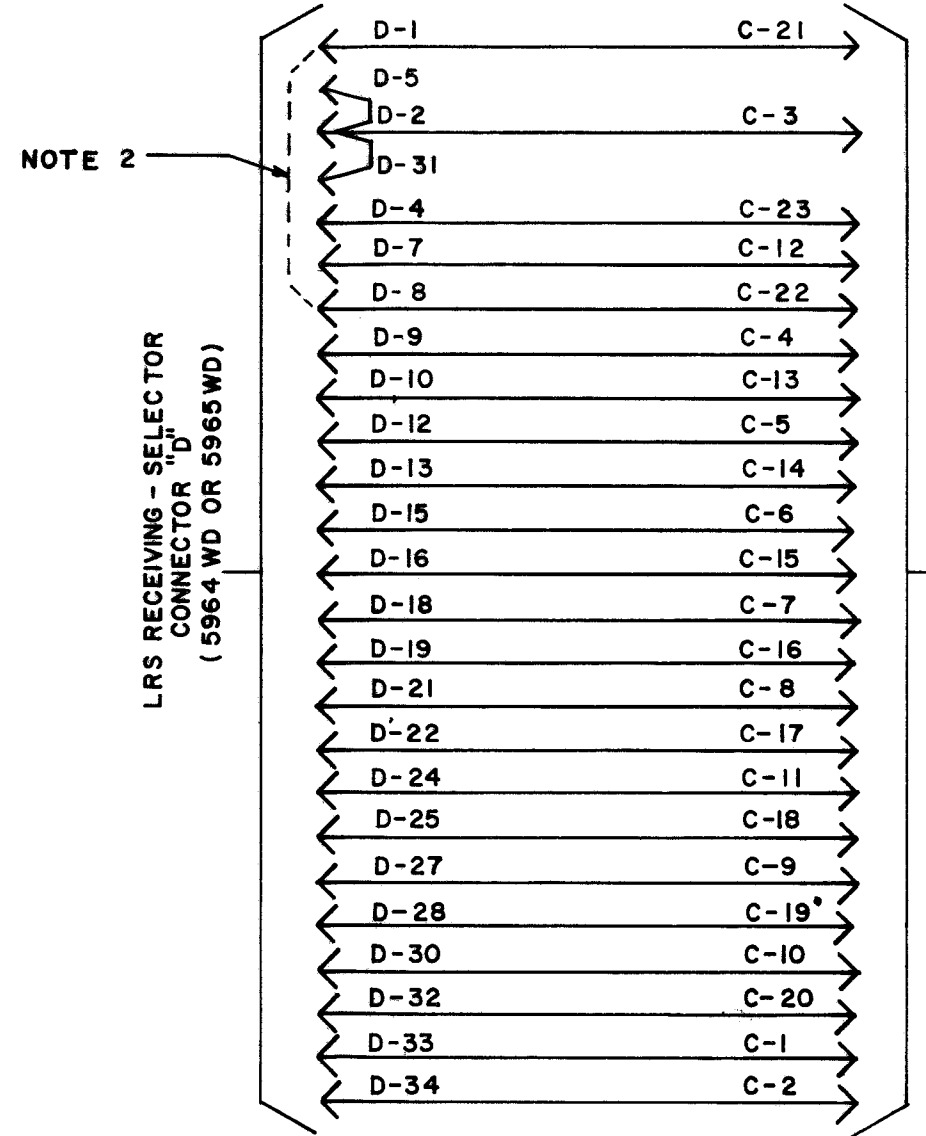 D-1 C-21
D-5
D-2 C-3
NOTE 2
D-31
D-4 C-23
D-7 C-12
D-8 C-22
D-9 C-4
D-10 C-13
D-12 C-5
D-13 C-14
D-15 C-6
D-16 C-15
D-18 C-7
D-19 C-16
D-21 C-8
D-22 C-17
D-24 C-11
D-25 C-18
D-27 C-9
D-28 C-19
D-30 C-10
D-32 C-20
D-33 C-1
D-34 C-2
LRS RECEIVING-SELECTOR
CONNECTOR "D"
(5964 WD OR 5965WD)